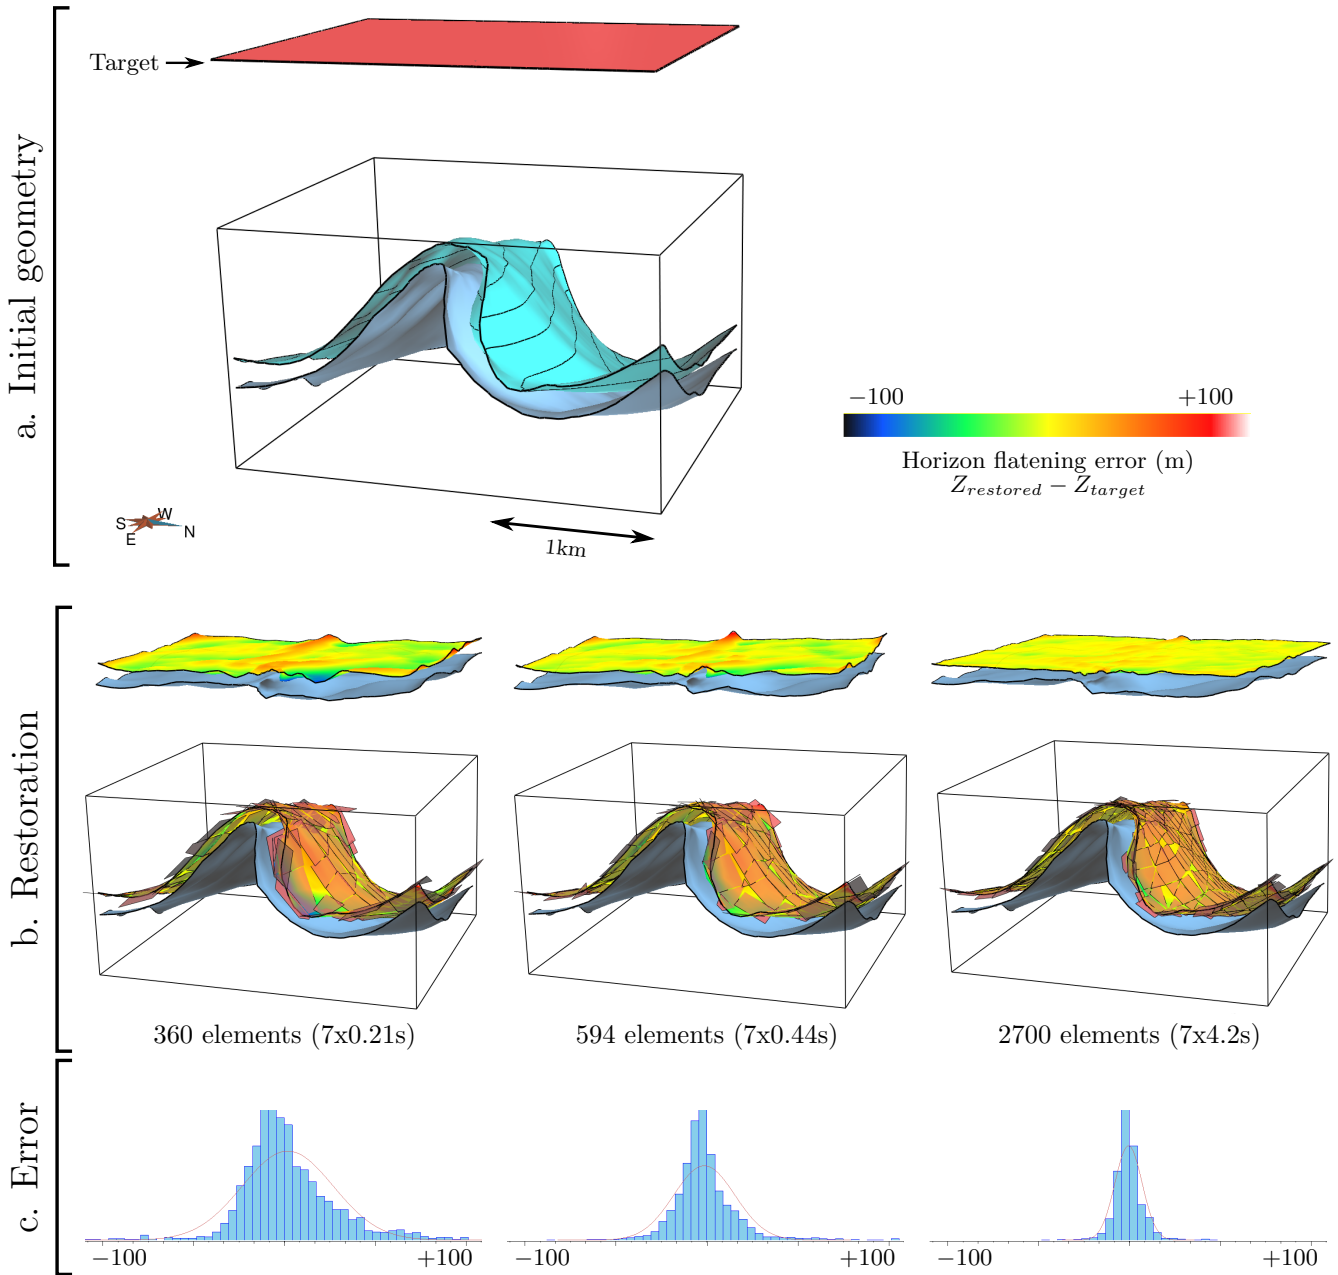 a. Initial geometry
Target
−100 +100
Horizon flatening error (m)
Z_restored − Z_target
S W N E
1km
b. Restoration
360 elements (7x0.21s)
594 elements (7x0.44s)
2700 elements (7x4.2s)
c. Error
−100 +100
−100 +100
−100 +100